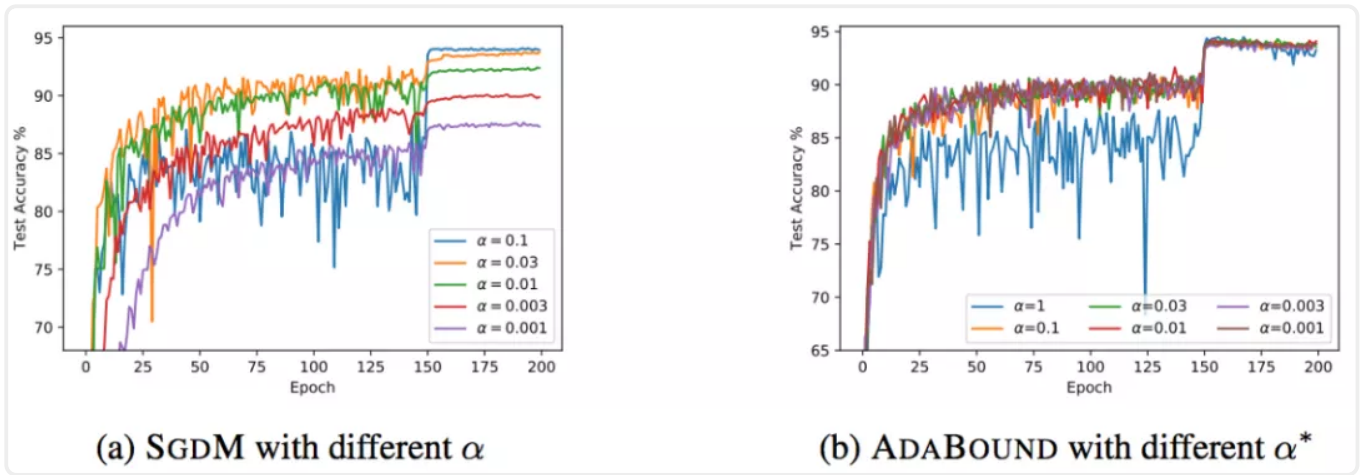 95
90
85
80
75
70
Test Accuracy %
0 25 50 75 100 125 150 175 200
Epoch
α = 0.1
α = 0.03
α = 0.01
α = 0.003
α = 0.001
(a) SGDM with different α
95
90
85
80
75
70
65
Test Accuracy %
0 25 50 75 100 125 150 175 200
Epoch
α=1 α=0.03 α=0.003
α=0.1 α=0.01 α=0.001
(b) ADABOUND with different α*